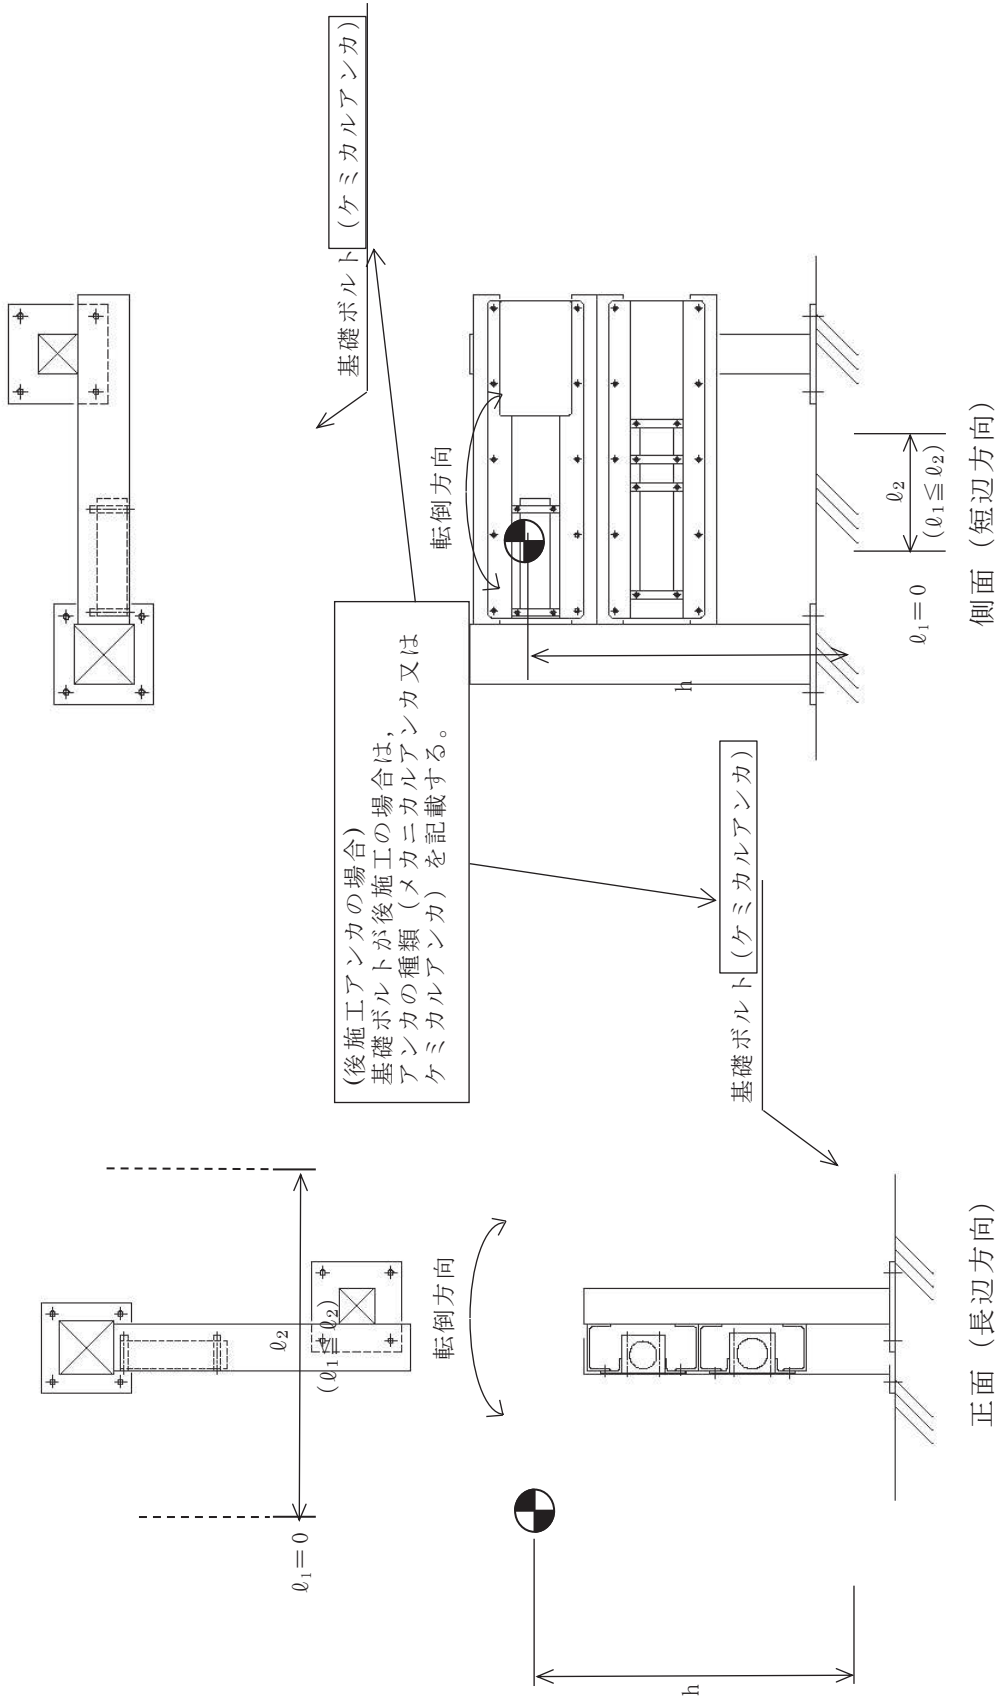 ℓ₁＝0
ℓ₂
(ℓ₁≦ℓ₂)
転倒方向
h
正面（長辺方向）
(後施工アンカの場合)
基礎ボルトが後施工の場合は，
アンカの種類（メカニカルアンカ又は
ケミカルアンカ）を記載する。
基礎ボルト（ケミカルアンカ）
基礎ボルト（ケミカルアンカ）
転倒方向
h
ℓ₁＝0
ℓ₂
(ℓ₁≦ℓ₂)
側面（短辺方向）